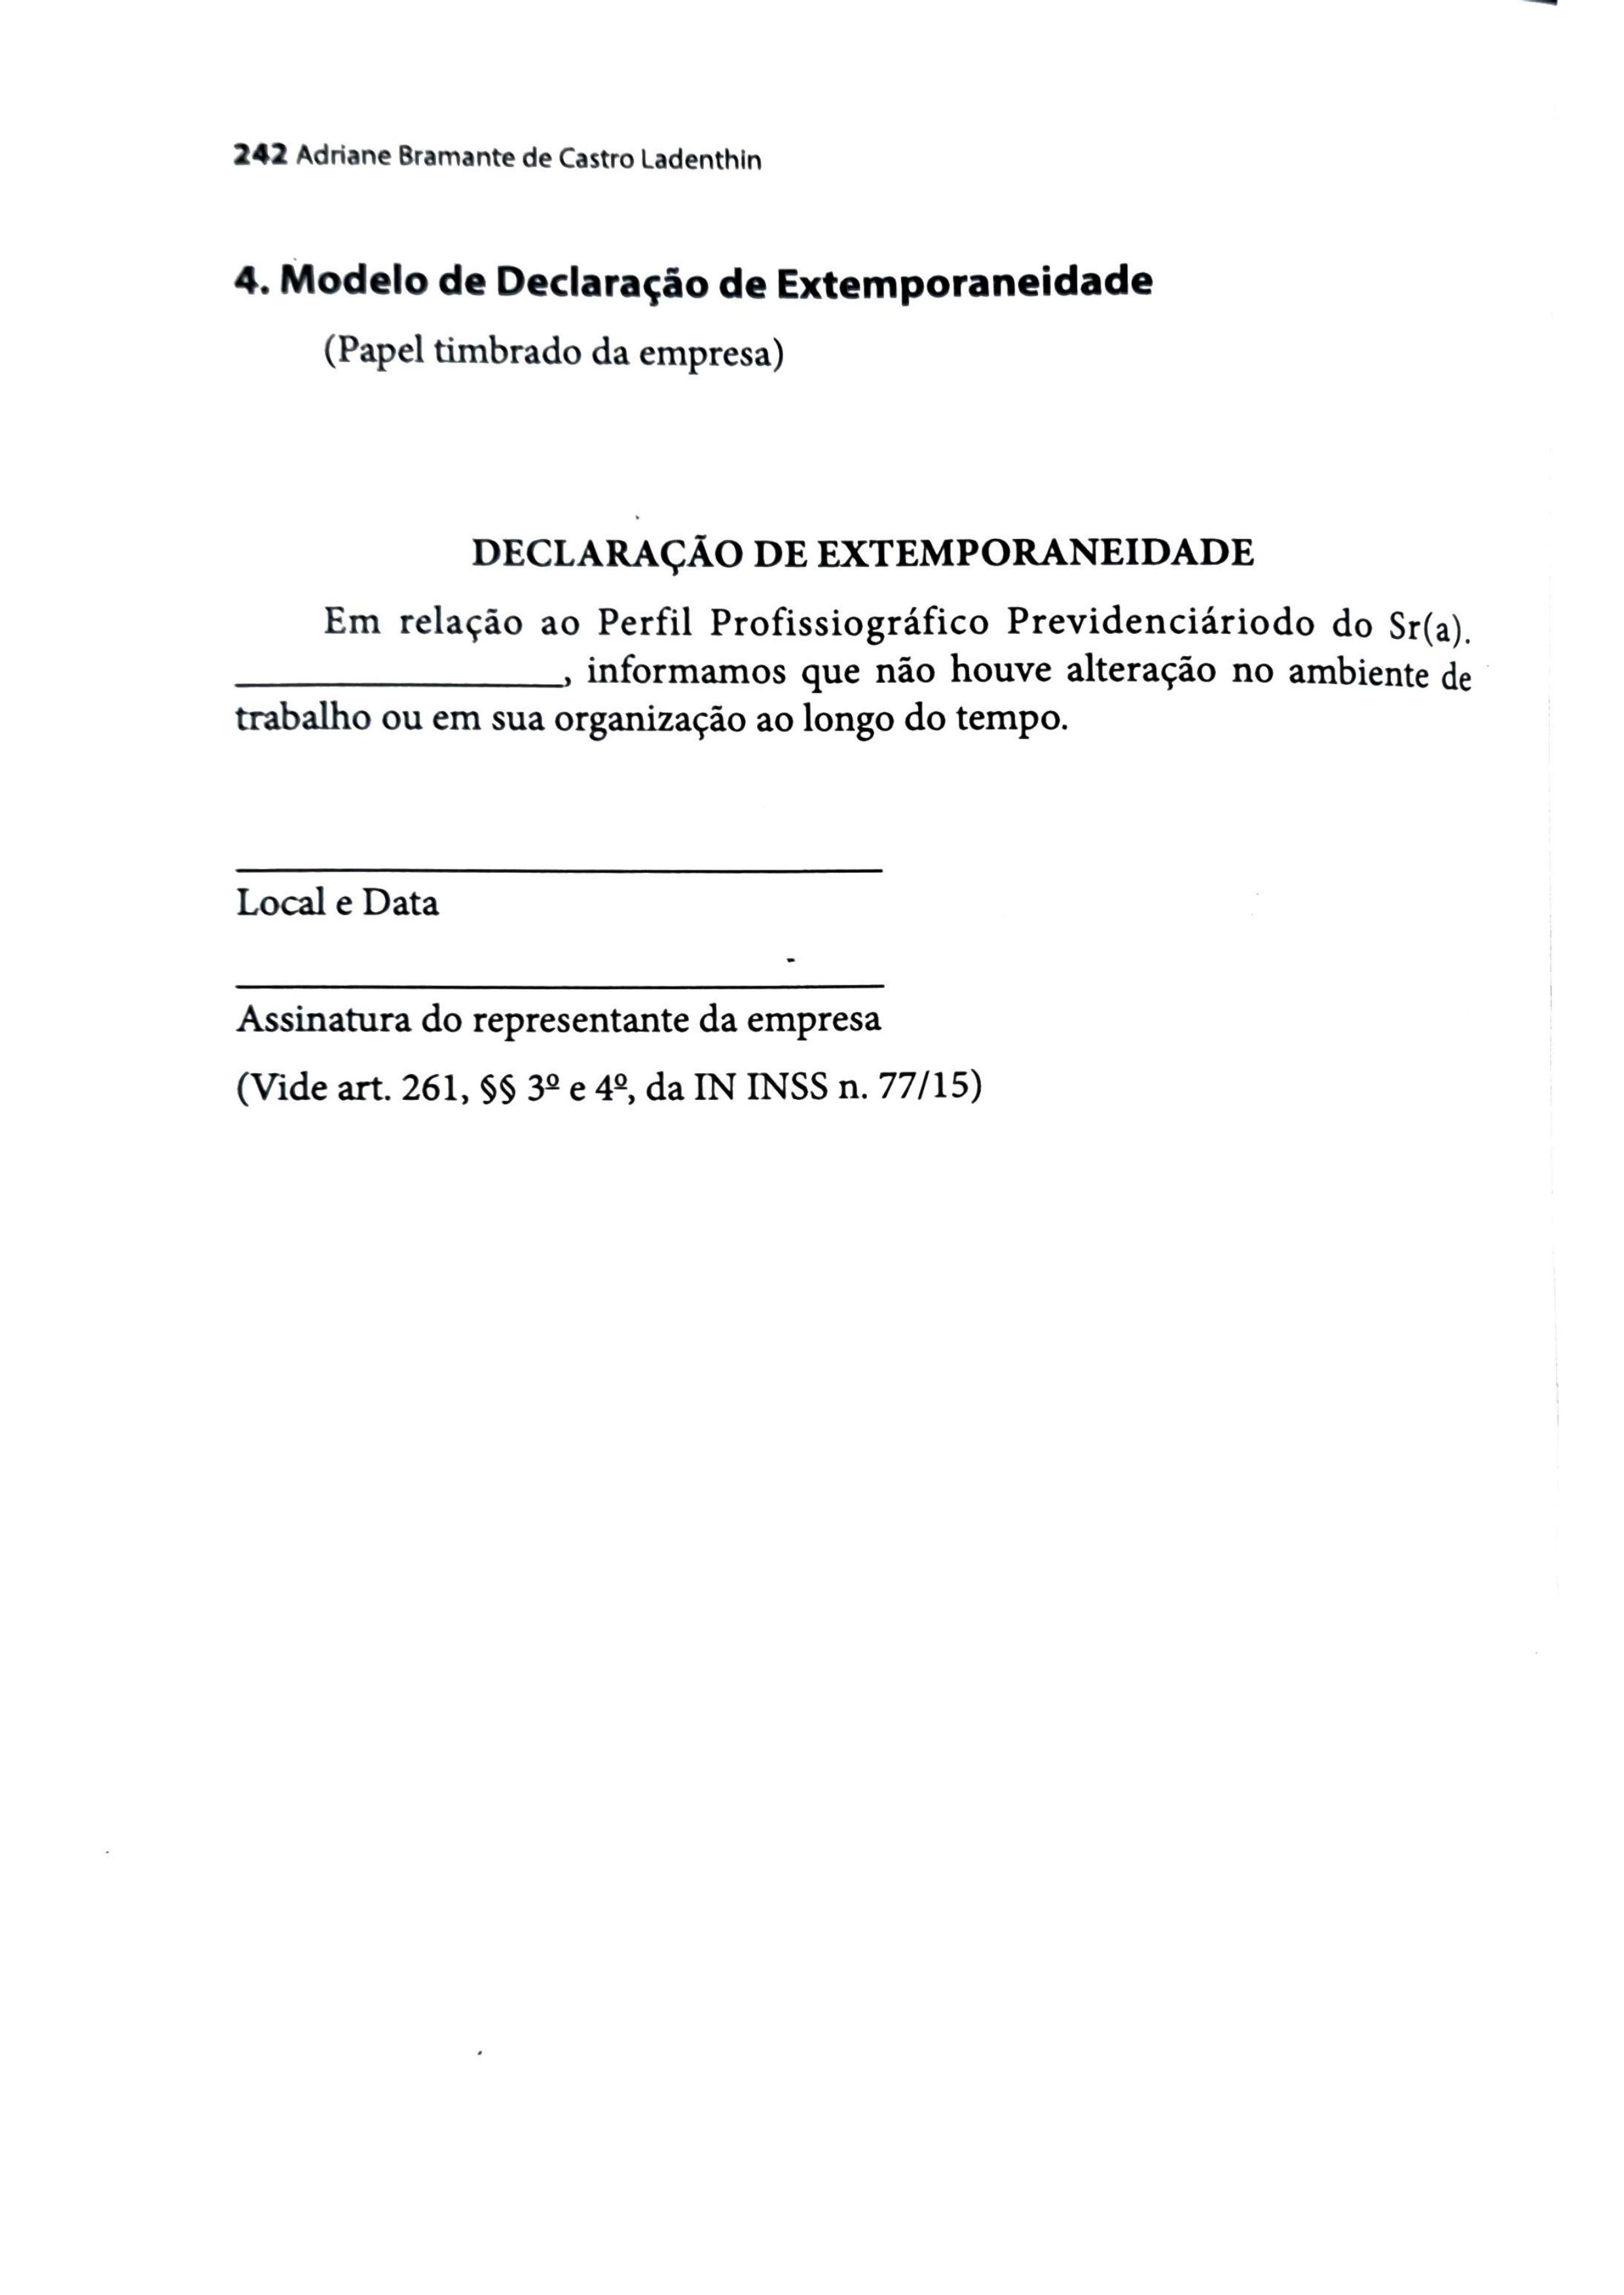 242 Adriane Bramante de Castro Ladenthin
4. Modelo de Declaração de Extemporaneidade
(Papel timbrado da empresa)
DECLARAÇÃO DE EXTEMPORANEIDADE
Em relação ao Perfil Profissiográfico Previdenciáriodo do Sr(a).
_______________, informamos que não houve alteração no ambiente de
trabalho ou em sua organização ao longo do tempo.
Local e Data
Assinatura do representante da empresa
(Vide art. 261, §§ 3º e 4º, da IN INSS n. 77/15)